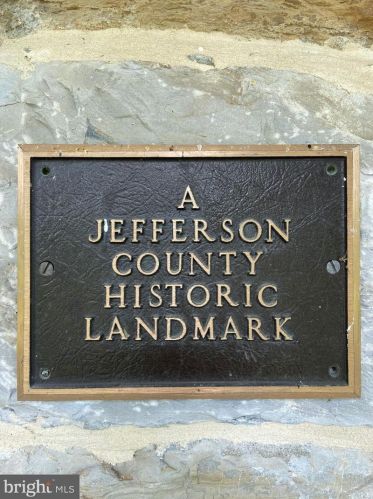 A
JEFFERSON
COUNTY
HISTORIC
LANDMARK
bright MLS